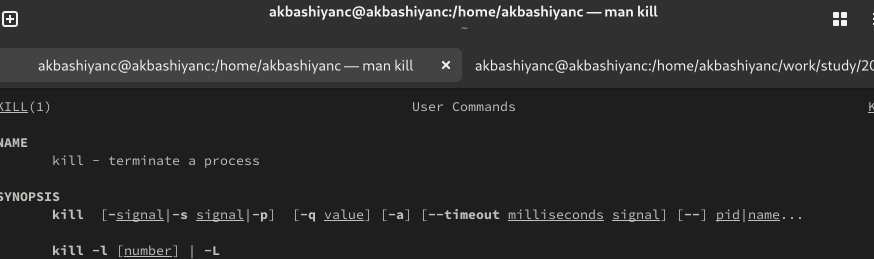 akbashiyanc@akbashiyanc:/home/akbashiyanc — man kill
~
akbashiyanc@akbashiyanc:/home/akbashiyanc — man kill × akbashiyanc@akbashiyanc:/home/akbashiyanc/work/study/20
KILL(1) User Commands K
NAME
kill - terminate a process
SYNOPSIS
kill [-signal|-s signal|-p] [-q value] [-a] [--timeout milliseconds signal] [--] pid|name...
kill -l [number] | -L